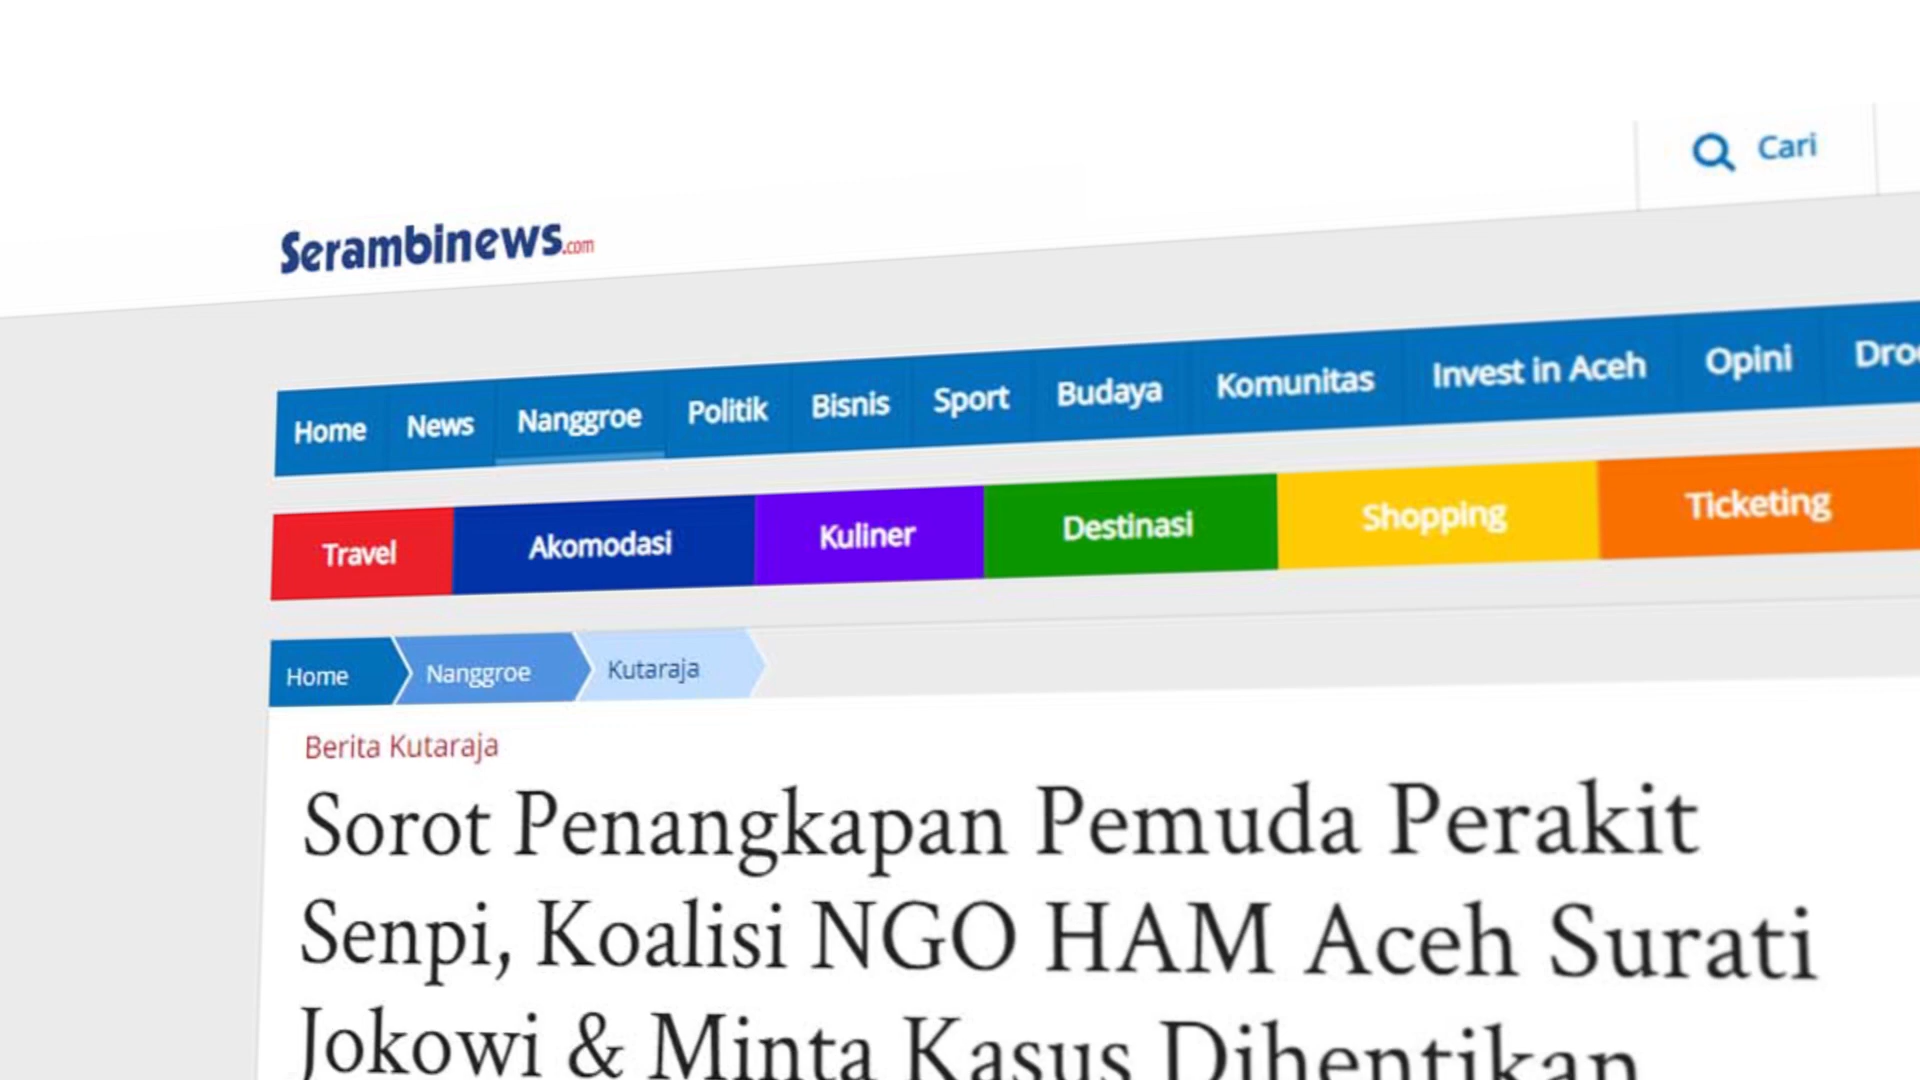 Cari
Serambinews.com
Home News Nanggroe Politik Bisnis Sport Budaya Komunitas Invest in Aceh Opini
Travel Akomodasi Kuliner Destinasi Shopping Ticketing
Home Nanggroe Kutaraja
Berita Kutaraja
Sorot Penangkapan Pemuda Perakit
Senpi, Koalisi NGO HAM Aceh Surati
Jokowi & Minta Kasus Dihentikan